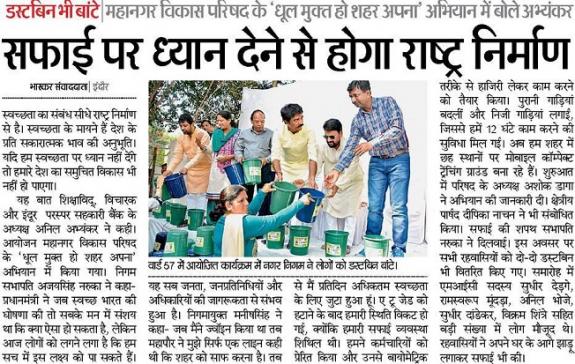 डस्टबिन भी बांटे | महानगर विकास परिषद के ‘धूल मुक्त हो शहर अपना’ अभियान में बोले अभ्यंकर
सफाई पर ध्यान देने से होगा राष्ट्र निर्माण
भास्कर संवाददाता | इंदौर
स्वच्छता का संबंध सीधे राष्ट्र निर्माण
से है। स्वच्छता के मायने हैं देश के
प्रति सकारात्मक भाव की अनुभूति।
यदि हम स्वच्छता पर ध्यान नहीं देंगे
तो हमारे देश का समुचित विकास भी
नहीं हो पाएगा।
यह बात शिक्षाविद्, विचारक
और इंदूर परस्पर सहकारी बैंक के
अध्यक्ष अनिल अभ्यंकर ने कही।
आयोजन महानगर विकास परिषद
के ‘धूल मुक्त हो शहर अपना’
अभियान में किया गया। निगम
सभापति अजयसिंह नरूका ने कहा-
प्रधानमंत्री ने जब स्वच्छ भारत की
घोषणा की तो सबके मन में संशय
था कि क्या ऐसा हो सकता है, लेकिन
आज लोगों को लगने लगा है कि हम
सच में इस लक्ष्य को पा सकते हैं।
वार्ड 57 में आयोजित कार्यक्रम में नगर निगम ने लोगों को डस्टबिन बांटे।
यह सब जनता, जनप्रतिनिधियों और
अधिकारियों की जागरूकता से संभव
हुआ है। निगमायुक्त मनीषसिंह ने
कहा- जब मैंने ज्वॉइन किया था तब
महापौर ने मुझे सिर्फ एक लाइन कही
थी कि शहर को साफ करना है। तब
से मैं प्रतिदिन अधिकतम स्वच्छता
के लिए जुटा हुआ हूं। ए टू जेड को
हटाने के बाद हमारी स्थिति विकट हो
गई, क्योंकि हमारी सफाई व्यवस्था
शिथिल थी। हमने कर्मचारियों को
प्रेरित किया और उनसे बायोमेट्रिक
तरीके से हाजिरी लेकर काम करने
को तैयार किया। पुरानी गाड़ियां
बदलीं और निजी गाड़ियां लगाईं,
जिससे हमें 12 घंटे काम करने की
सुविधा मिल गई। अब हम शहर में
छह स्थानों पर मोबाइल कॉम्पैक्ट
ट्रेंचिंग ग्राउंड बना रहे हैं। शुरुआत
में परिषद के अध्यक्ष अशोक डागा
ने अभियान की जानकारी दी। क्षेत्रीय
पार्षद दीपिका नाचन ने भी संबोधित
किया। सफाई की शपथ सभापति
नरूका ने दिलवाई। इस अवसर पर
सभी रहवासियों को दो-दो डस्टबिन
भी वितरित किए गए। समारोह में
एमआईसी सदस्य सुधीर देड़गे,
रामस्वरूप मूंदड़ा, अनिल भोजे,
सुधीर दांडेकर, विक्रम शिंत्रे सहित
बड़ी संख्या में लोग मौजूद थे।
रहवासियों ने अपने घर के आगे झाड़ू
लगाकर सफाई भी की।